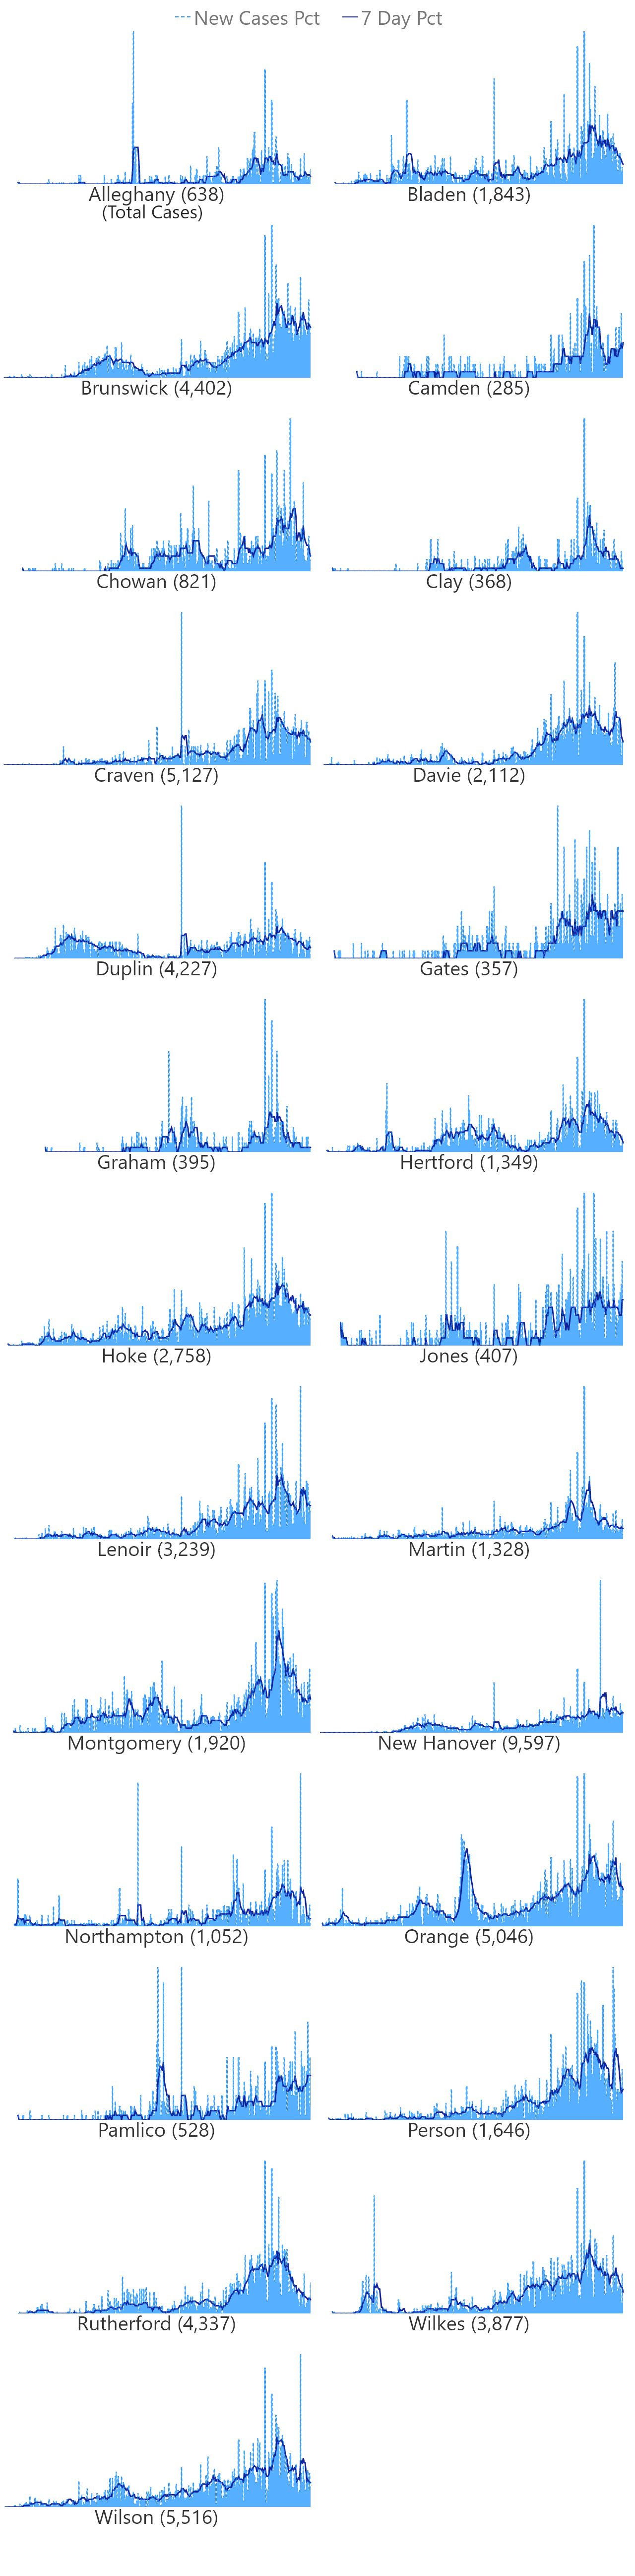 New Cases Pct 7 Day Pct
Alleghany (638) Bladen (1,843)
(Total Cases)
Brunswick (4,402) Camden (285)
Chowan (821) Clay (368)
Craven (5,127) Davie (2,112)
Duplin (4,227) Gates (357)
Graham (395) Hertford (1,349)
Hoke (2,758) Jones (407)
Lenoir (3,239) Martin (1,328)
Montgomery (1,920) New Hanover (9,597)
Northampton (1,052) Orange (5,046)
Pamlico (528) Person (1,646)
Rutherford (4,337) Wilkes (3,877)
Wilson (5,516)